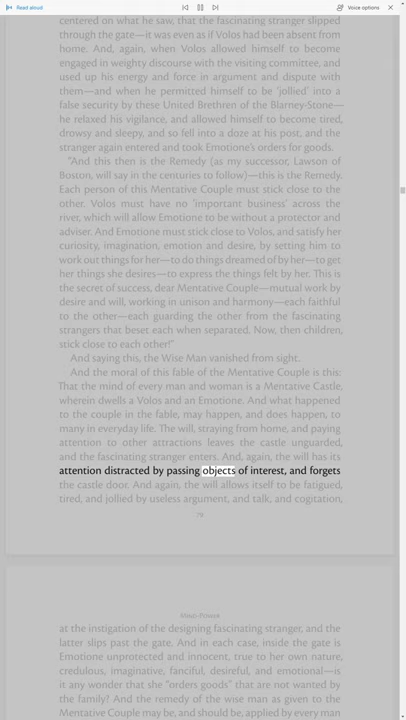 Read aloud
Voice options
centered on what he saw, that the fascinating stranger slipped
through the gate—it was even as if Volos had been absent from
home. And, again, when Volos allowed himself to become
engaged in weighty discourse with the visiting committee, and
used up his energy and force in argument and dispute with
them—and when he permitted himself to be ‘jollied’ into a
false security by these United Brethren of the Blarney-Stone—
he relaxed his vigilance, and allowed himself to become tired,
drowsy and sleepy, and so fell into a doze at his post, and the
stranger again entered and took Emotione’s orders for goods.
“And this then is the Remedy (as my successor, Lawson of
Boston, will say in the centuries to follow)—this is the Remedy.
Each person of this Mentative Couple must stick close to the
other. Volos must have no ‘important business’ across the
river, which will allow Emotione to be without a protector and
adviser. And Emotione must stick close to Volos, and satisfy her
curiosity, imagination, emotion and desire, by setting him to
work out things for her—to do things dreamed of by her—to get
her things she desires—to express the things felt by her. This is
the secret of success, dear Mentative Couple—mutual work by
desire and will, working in unison and harmony—each faithful
to the other—each guarding the other from the fascinating
strangers that beset each when separated. Now, then children,
stick close to each other!”
And saying this, the Wise Man vanished from sight.
And the moral of this fable of the Mentative Couple is this:
That the mind of every man and woman is a Mentative Castle,
wherein dwells a Volos and an Emotione. And what happened
to the couple in the fable, may happen, and does happen, to
many in everyday life. The will, straying from home, and paying
attention to other attractions leaves the castle unguarded,
and the fascinating stranger enters. And, again, the will has its
attention distracted by passing objects of interest, and forgets
the castle door. And again, the will allows itself to be fatigued,
tired, and jollied by useless argument, and talk, and cogitation,
79
Mind-Power
at the instigation of the designing fascinating stranger, and the
latter slips past the gate. And in each case, inside the gate is
Emotione unprotected and innocent, true to her own nature,
credulous, imaginative, fanciful, desireful, and emotional—is
it any wonder that she “orders goods” that are not wanted by
the family? And the remedy of the wise man as given to the
Mentative Couple may be, and should be, applied by every man